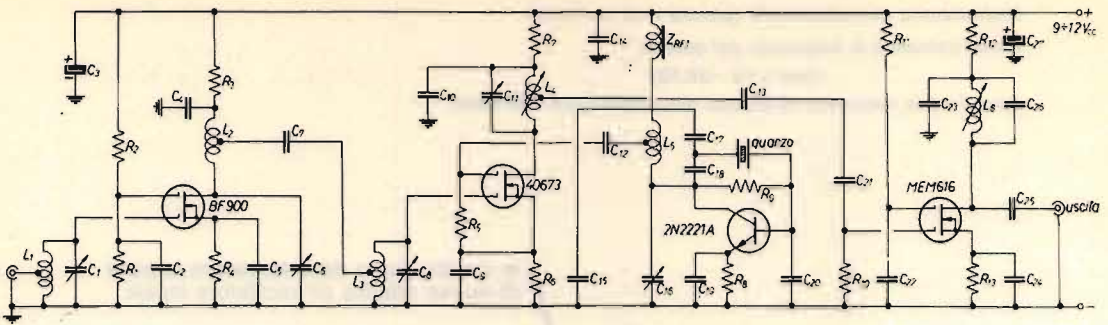 +
9÷12Vcc
C3
R3
C4
L2
C7
R2
BF900
L1
C1
R1
C2
R4
C5
C6
L3
C8
R7
C10
C11
L4
C13
C14
ZRF1
C12
L5
C17
quarzo
C18
R9
40673
R5
C9
R6
C15
C16
2N2221A
C19
R8
C20
C21
R10
R11
C22
MEM616
R12
C23
L6
C26
C25
uscita
R13
C24
+
-